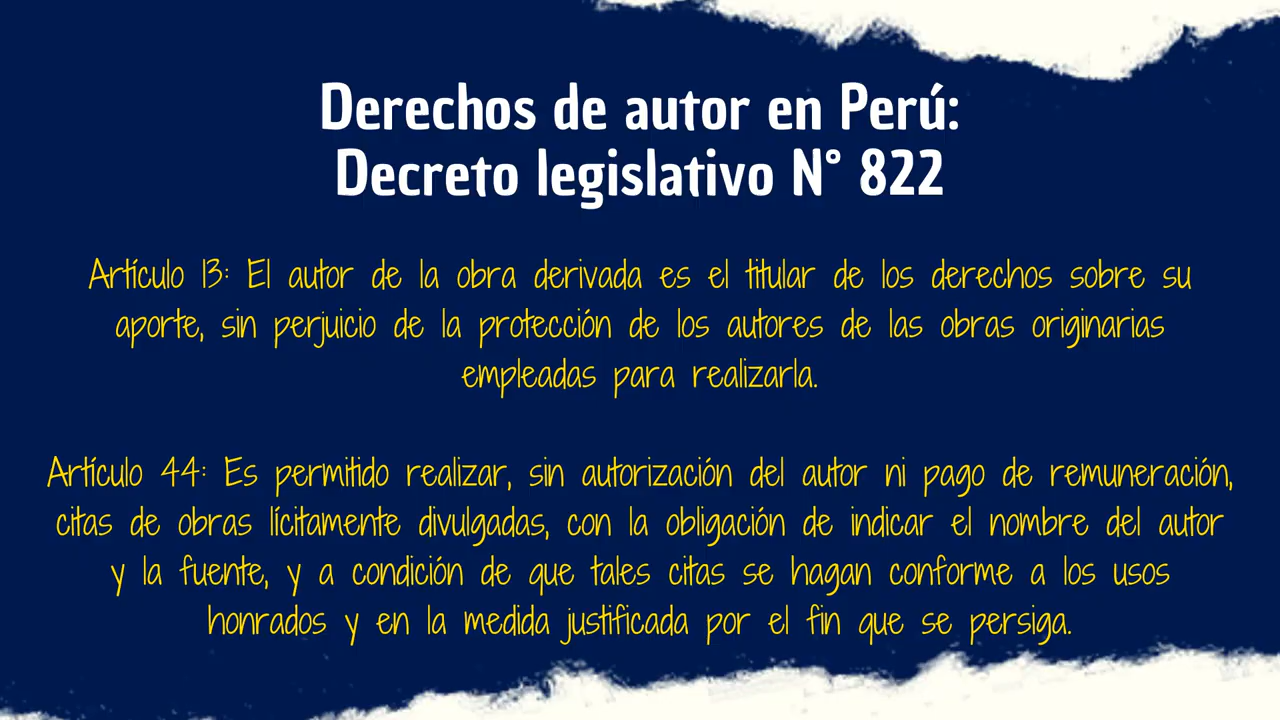 Derechos de autor en Perú:
Decreto legislativo N° 822
Artículo 13: El autor de la obra derivada es el titular de los derechos sobre su
aporte, sin perjuicio de la protección de los autores de las obras originarias
empleadas para realizarla.
Artículo 44: Es permitido realizar, sin autorización del autor ni pago de remuneración,
citas de obras lícitamente divulgadas, con la obligación de indicar el nombre del autor
y la fuente, y a condición de que tales citas se hagan conforme a los usos
honrados y en la medida justificada por el fin que se persiga.